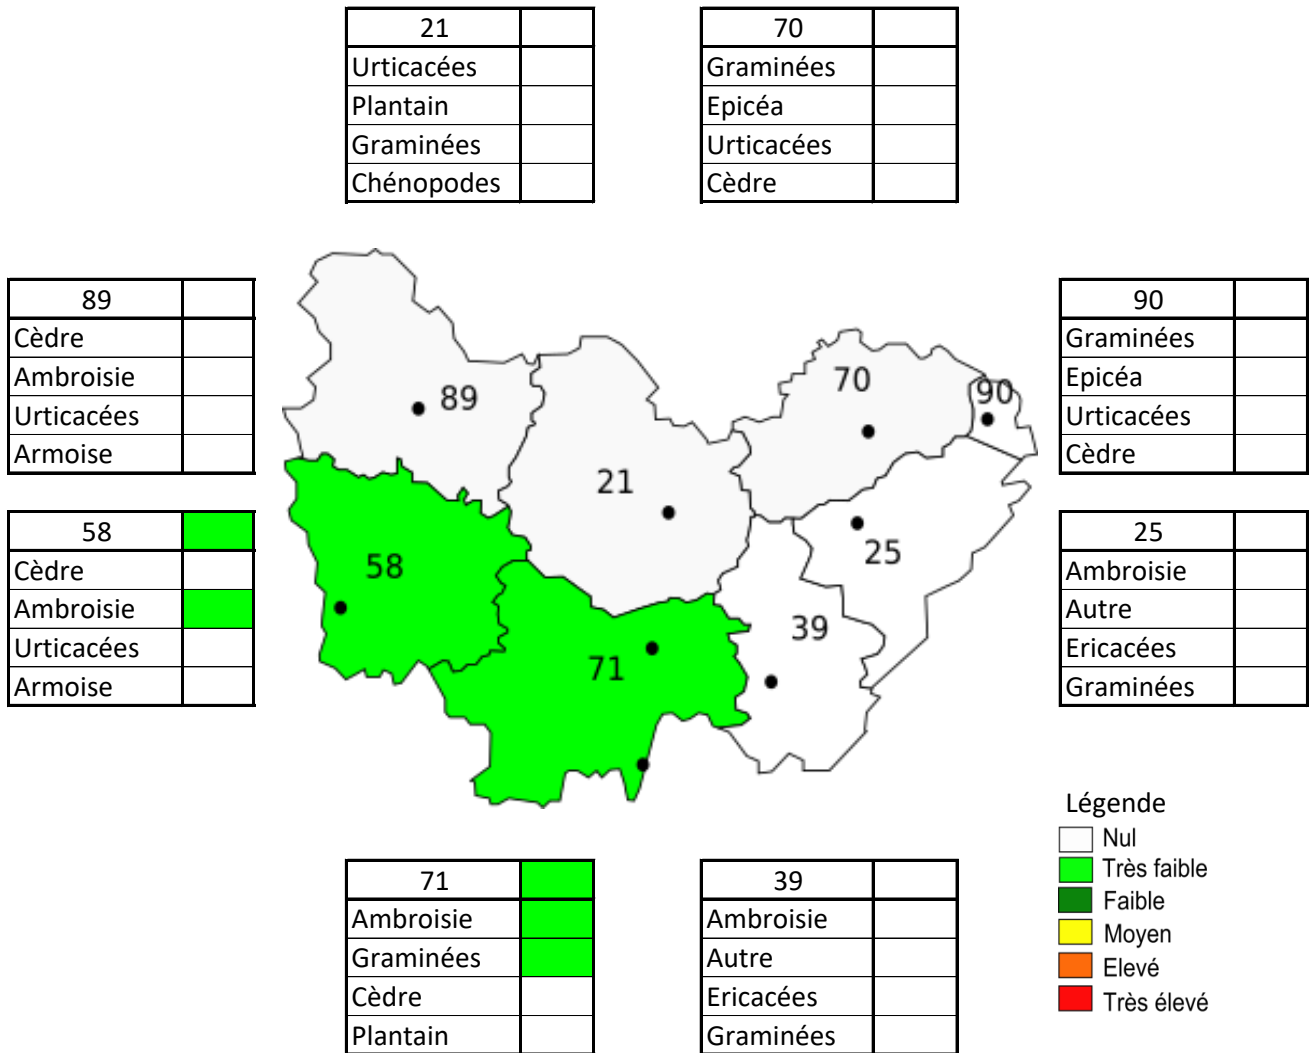 21
Urticacées
Plantain
Graminées
Chénopodes
70
Graminées
Epicéa
Urticacées
Cèdre
89
Cèdre
Ambroisie
Urticacées
Armoise
58
Cèdre
Ambroisie
Urticacées
Armoise
89
21
70
90
58
25
71
39
90
Graminées
Epicéa
Urticacées
Cèdre
25
Ambroisie
Autre
Ericacées
Graminées
71
Ambroisie
Graminées
Cèdre
Plantain
39
Ambroisie
Autre
Ericacées
Graminées
Légende
Nul
Très faible
Faible
Moyen
Elevé
Très élevé